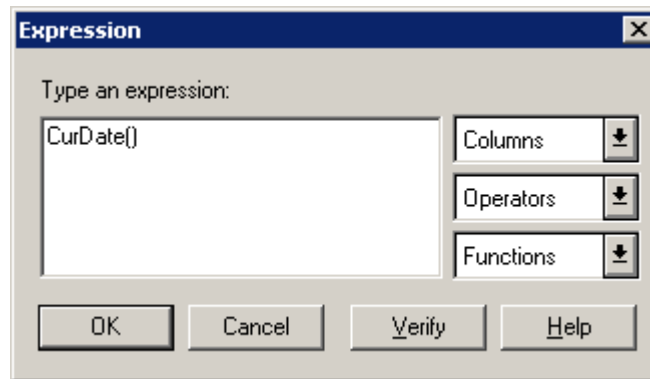 Expression
Type an expression:
CurDate()
Columns
Operators
Functions
OK
Cancel
Verify
Help